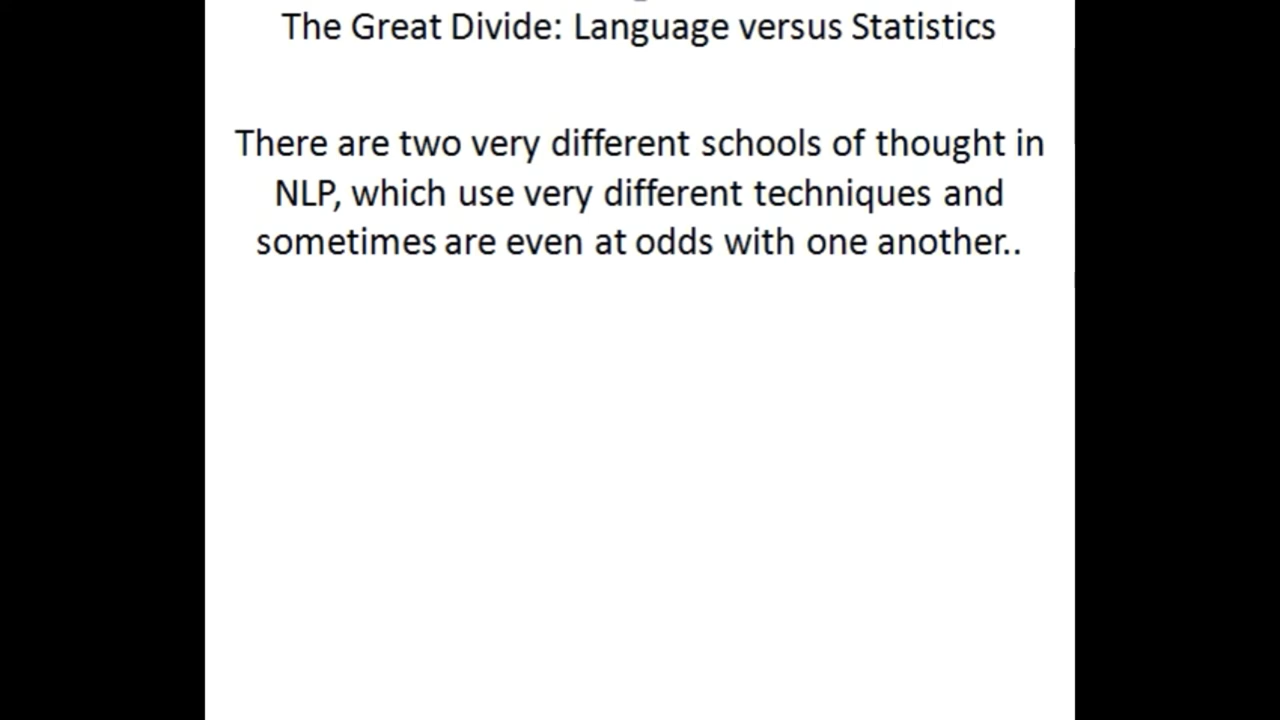 The Great Divide: Language versus Statistics
There are two very different schools of thought in
NLP, which use very different techniques and
sometimes are even at odds with one another..